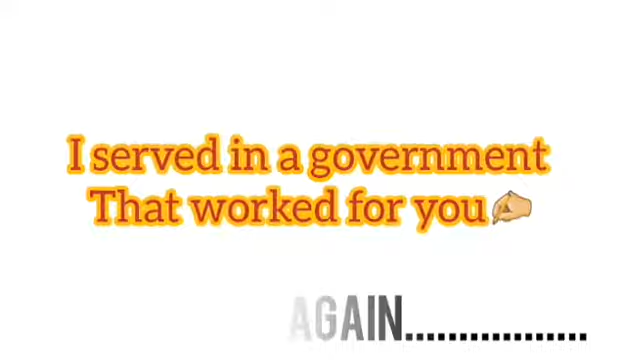 I served in a government
That worked for you✍️
AGAIN.................